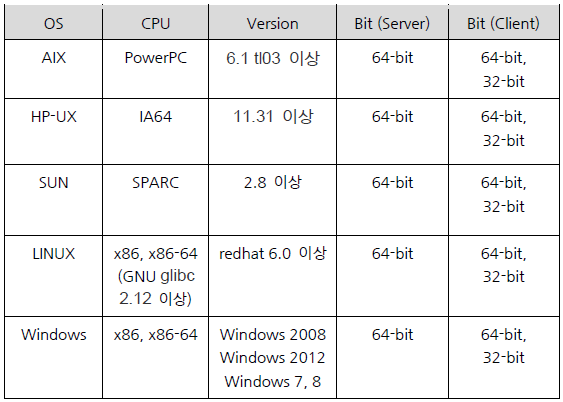 OS CPU Version Bit (Server) Bit (Client)
AIX PowerPC 6.1 tl03 이상 64-bit 64-bit,
32-bit
HP-UX IA64 11.31 이상 64-bit 64-bit,
32-bit
SUN SPARC 2.8 이상 64-bit 64-bit,
32-bit
LINUX x86, x86-64 redhat 6.0 이상 64-bit 64-bit,
(GNU glibc 32-bit
2.12 이상)
Windows x86, x86-64 Windows 2008 64-bit 64-bit,
Windows 2012 32-bit
Windows 7, 8